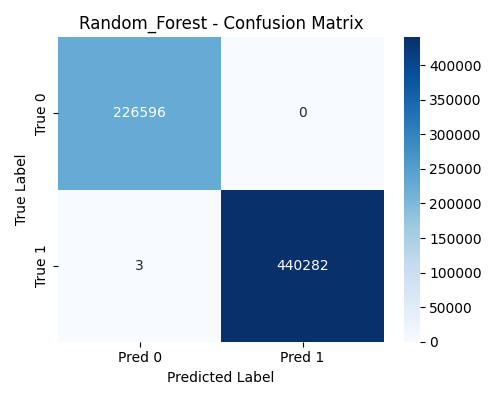 Random_Forest - Confusion Matrix
True Label
True 0
226596
0
True 1
3
440282
Pred 0
Pred 1
Predicted Label
400000
350000
300000
250000
200000
150000
100000
50000
0